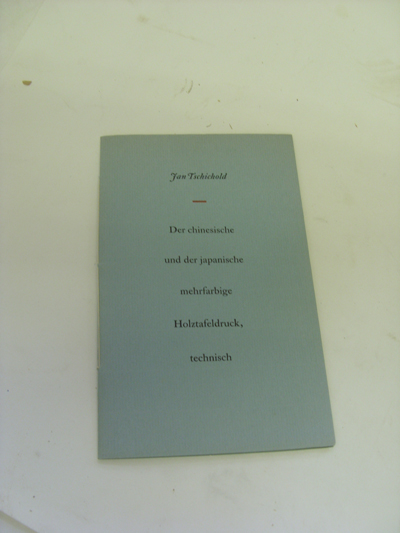 Jan Tschichold
Der chinesische
und der japanische
mehrfarbige
Holztafeldruck,
technisch